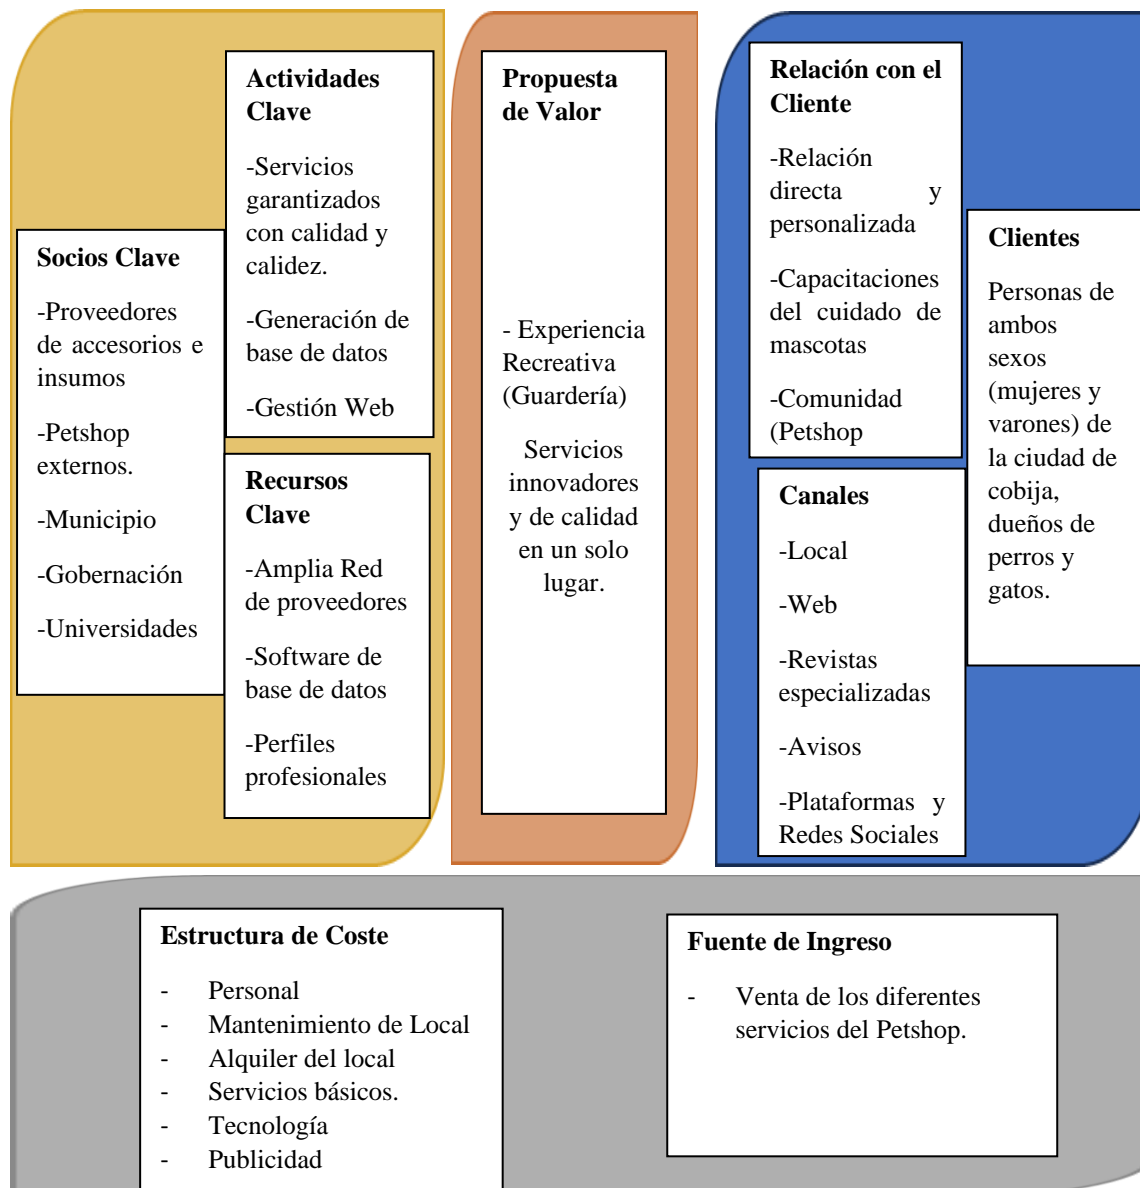 Socios Clave
-Proveedores
de accesorios e
insumos
-Petshop
externos.
-Municipio
-Gobernación
-Universidades
Actividades
Clave
-Servicios
garantizados
con calidad y
calidez.
-Generación de
base de datos
-Gestión Web
Recursos
Clave
-Amplia Red
de proveedores
-Software de
base de datos
-Perfiles
profesionales
Propuesta
de Valor
- Experiencia
Recreativa
(Guardería)
Servicios
innovadores
y de calidad
en un solo
lugar.
Relación con el
Cliente
-Relación
directa y
personalizada
-Capacitaciones
del cuidado de
mascotas
-Comunidad
(Petshop
Canales
-Local
-Web
-Revistas
especializadas
-Avisos
-Plataformas y
Redes Sociales
Clientes
Personas de
ambos
sexos
(mujeres y
varones) de
la ciudad de
cobija,
dueños de
perros y
gatos.
Estructura de Coste
- Personal
- Mantenimiento de Local
- Alquiler del local
- Servicios básicos.
- Tecnología
- Publicidad
Fuente de Ingreso
- Venta de los diferentes
servicios del Petshop.